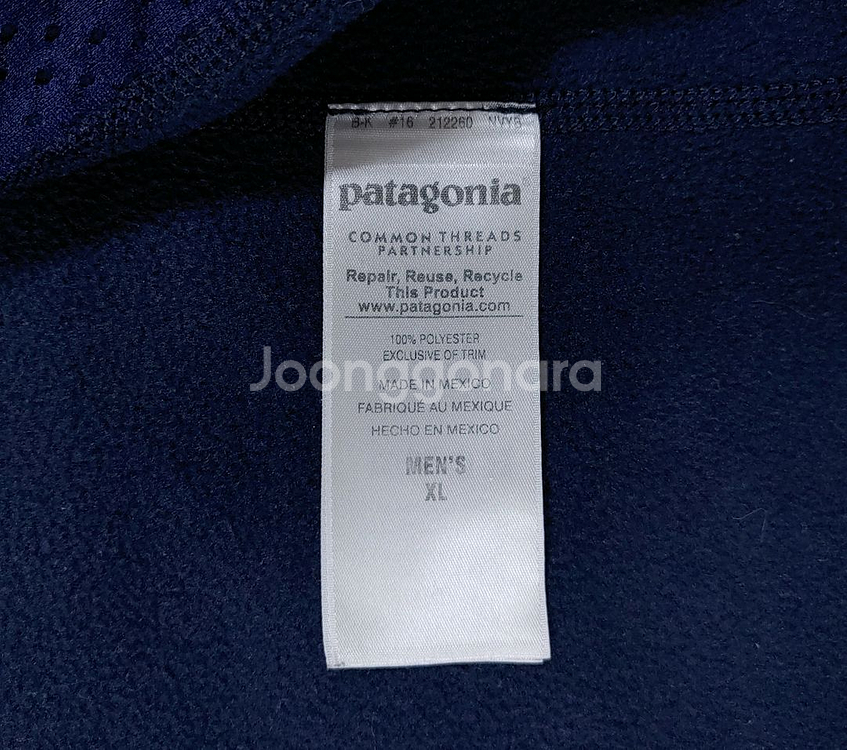 B-K #16 212260 NVYB
patagonia
COMMON THREADS
PARTNERSHIP
Repair, Reuse, Recycle
This Product
www.patagonia.com
100% POLYESTER
EXCLUSIVE OF TRIM
Joonggonara
MADE IN MEXICO
FABRIQUÉ AU MEXIQUE
HECHO EN MEXICO
MEN'S
XL